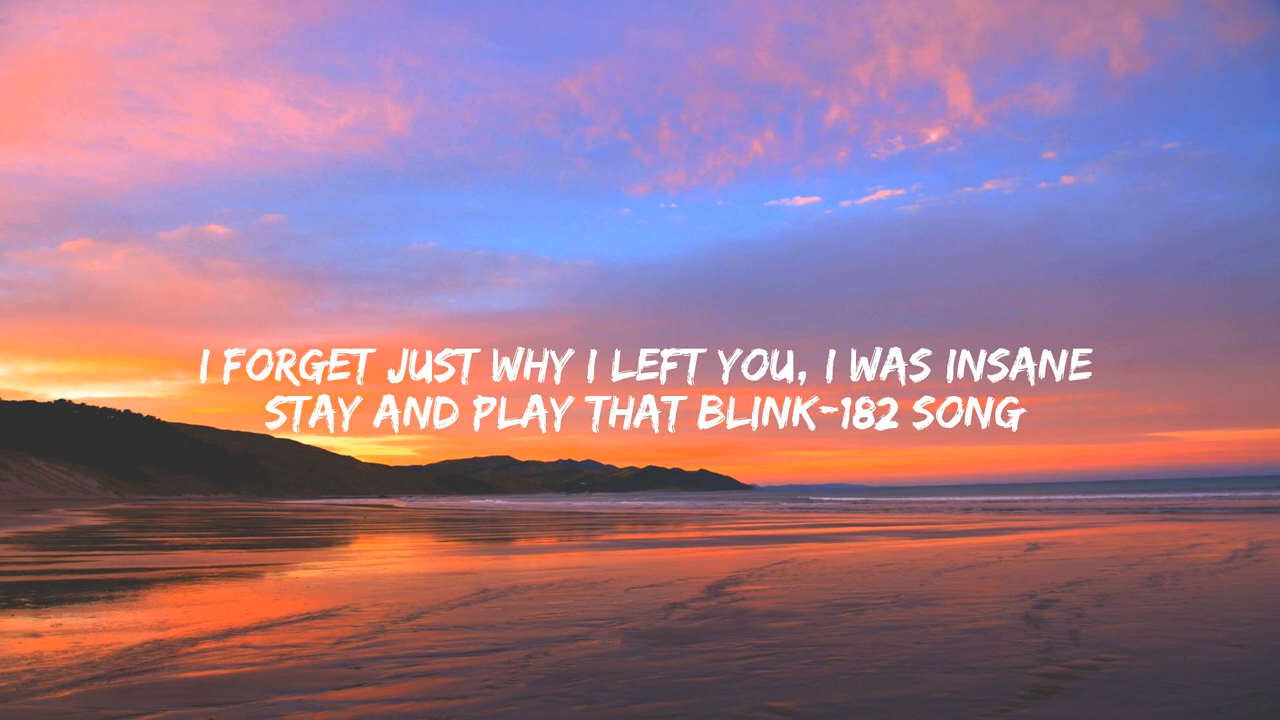 I FORGET JUST WHY I LEFT YOU, I WAS INSANE
STAY AND PLAY THAT BLINK-182 SONG